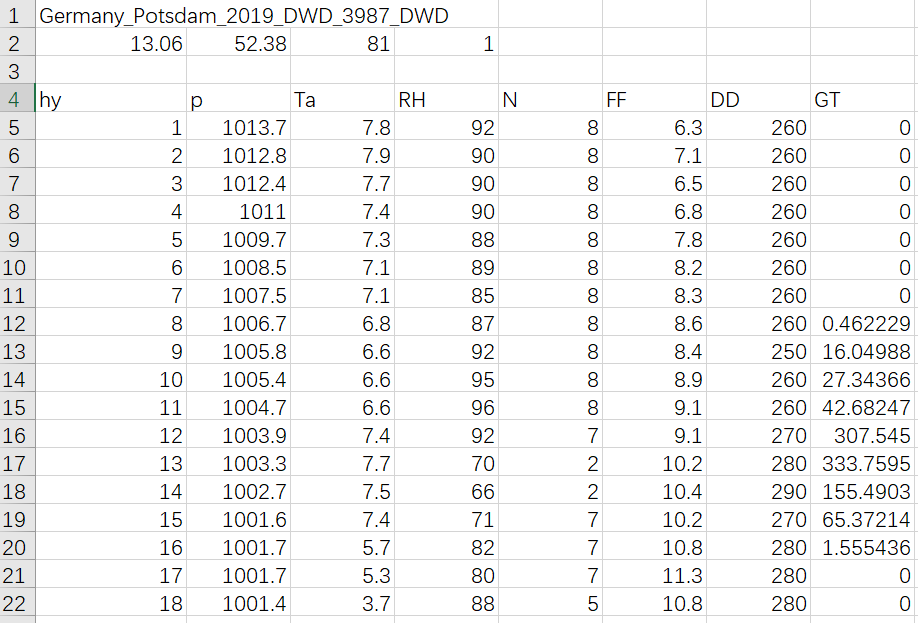 1 Germany_Potsdam_2019_DWD_3987_DWD
2 13.06 52.38 81 1
3
4 hy p Ta RH N FF DD GT
5 1 1013.7 7.8 92 8 6.3 260 0
6 2 1012.8 7.9 90 8 7.1 260 0
7 3 1012.4 7.7 90 8 6.5 260 0
8 4 1011 7.4 90 8 6.8 260 0
9 5 1009.7 7.3 88 8 7.8 260 0
10 6 1008.5 7.1 89 8 8.2 260 0
11 7 1007.5 7.1 85 8 8.3 260 0
12 8 1006.7 6.8 87 8 8.6 260 0.462229
13 9 1005.8 6.6 92 8 8.4 250 16.04988
14 10 1005.4 6.6 95 8 8.9 260 27.34366
15 11 1004.7 6.6 96 8 9.1 260 42.68247
16 12 1003.9 7.4 92 7 9.1 270 307.545
17 13 1003.3 7.7 70 2 10.2 280 333.7595
18 14 1002.7 7.5 66 2 10.4 290 155.4903
19 15 1001.6 7.4 71 7 10.2 270 65.37214
20 16 1001.7 5.7 82 7 10.8 280 1.555436
21 17 1001.7 5.3 80 7 11.3 280 0
22 18 1001.4 3.7 88 5 10.8 280 0